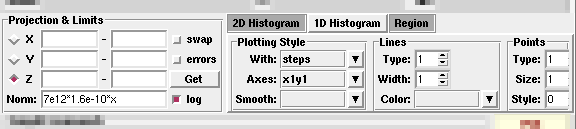 Projection & Limits
X - swap
Y - errors
Z - Get
Norm: 7e12*1.6e-10*x log
2D Histogram 1D Histogram Region
Plotting Style
With: steps
Axes: x1y1
Smooth:
Lines
Type: 1
Width: 1
Color:
Points
Type: 1
Size: 1
Style: 0